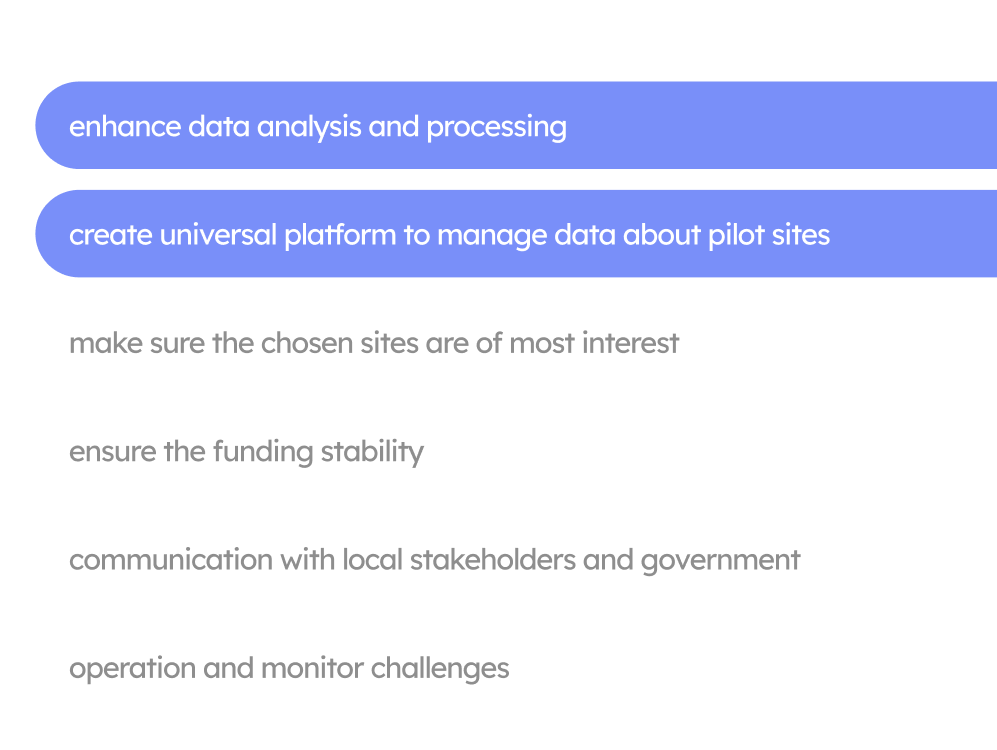 enhance data analysis and processing
create universal platform to manage data about pilot sites
make sure the chosen sites are of most interest
ensure the funding stability
communication with local stakeholders and government
operation and monitor challenges